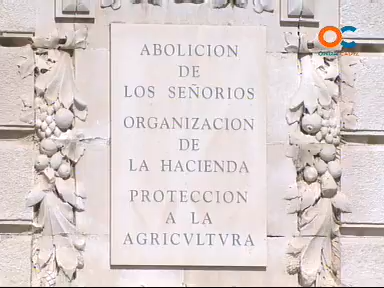 ABOLICION
DE
LOS SEÑORIOS
ORGANIZACION
DE
LA HACIENDA
PROTECCION
A LA
AGRICVLTVRA